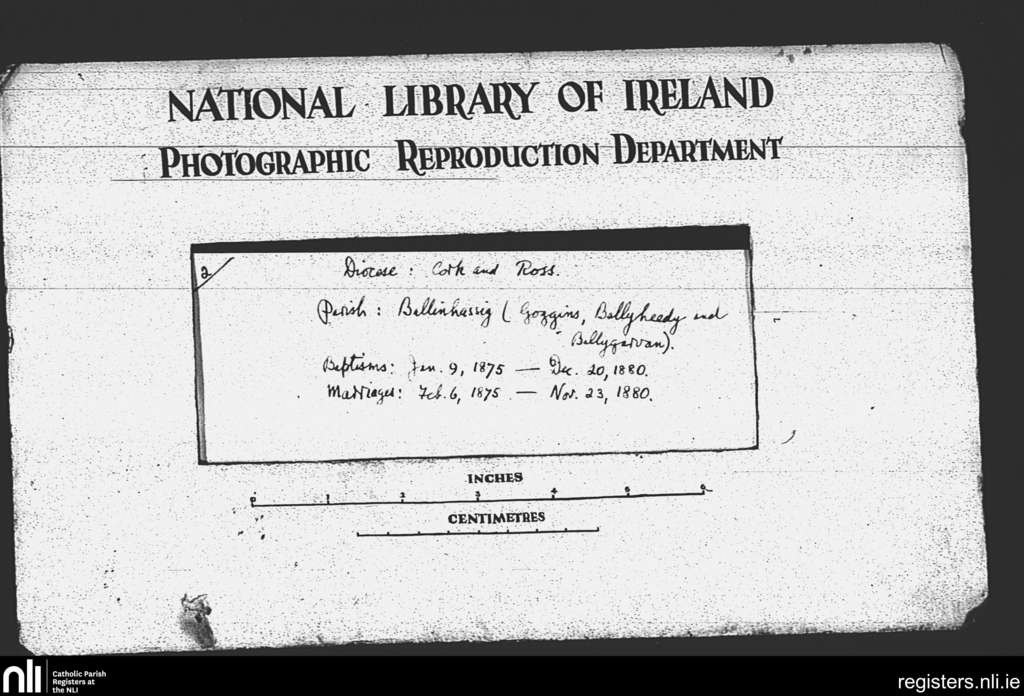 NATIONAL LIBRARY OF IRELAND
PHOTOGRAPHIC REPRODUCTION DEPARTMENT
2
Diocese : Cork and Ross.
Parish : Ballinhassig ( Goggins, Ballyheedy and
Ballygarvan).
Baptisms: Jan. 9, 1875 — Dec. 20, 1880.
Marriages: Feb. 6, 1875 — Nov. 23, 1880.
INCHES
0 1 2 3 4 5 6
CENTIMETRES
nli Catholic Parish
Registers at
the NLI
registers.nli.ie